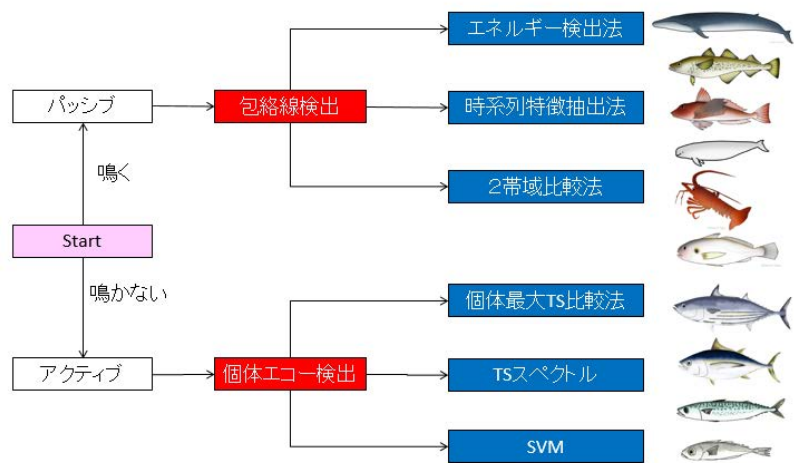 エネルギー検出法
パッシブ
包絡線検出
時系列特徴抽出法
鳴く
2帯域比較法
Start
鳴かない
個体最大TS比較法
アクティブ
個体エコー検出
TSスペクトル
SVM